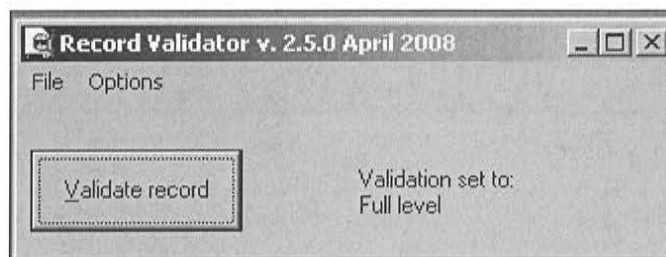 Record Validator v. 2.5.0 April 2008
File Options
Validate record
Validation set to:
Full level